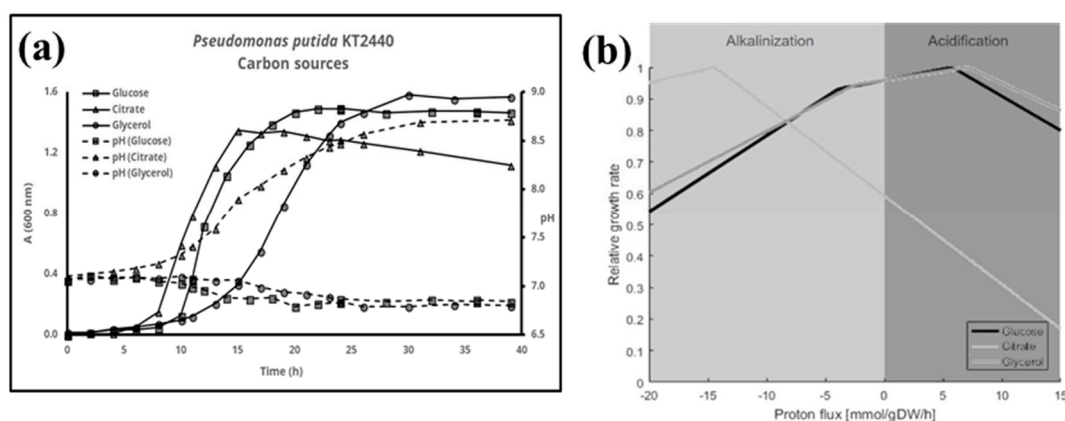 (a)
Pseudomonas putida KT2440
Carbon sources
Glucose
Citrate
Glycerol
pH (Glucose)
pH (Citrate)
pH (Glycerol)
A (600 nm)
1.6
1.2
0.8
0.4
0.0
0
5
10
15
20
25
30
35
40
Time (h)
9.0
8.5
8.0
7.5
7.0
6.5
pH
(b)
Alkalinization
Acidification
Relative growth rate
1
0.9
0.8
0.7
0.6
0.5
0.4
0.3
0.2
0.1
0
-20
-15
-10
-5
0
5
10
15
Proton flux [mmol/gDW/h]
Glucose
Citrate
Glycerol